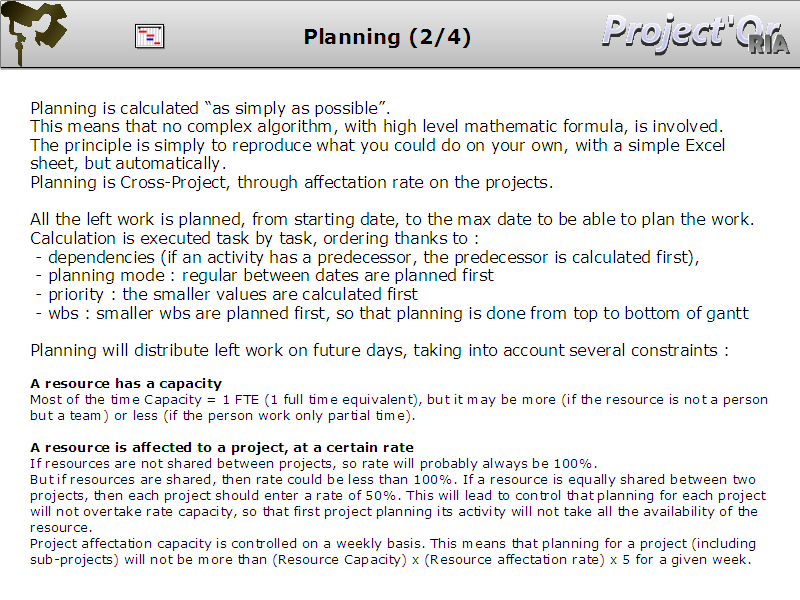 Planning (2/4)
Project'Or
RIA
Planning is calculated “as simply as possible”.
This means that no complex algorithm, with high level mathematic formula, is involved.
The principle is simply to reproduce what you could do on your own, with a simple Excel
sheet, but automatically.
Planning is Cross-Project, through affectation rate on the projects.
All the left work is planned, from starting date, to the max date to be able to plan the work.
Calculation is executed task by task, ordering thanks to :
- dependencies (if an activity has a predecessor, the predecessor is calculated first),
- planning mode : regular between dates are planned first
- priority : the smaller values are calculated first
- wbs : smaller wbs are planned first, so that planning is done from top to bottom of gantt
Planning will distribute left work on future days, taking into account several constraints :
A resource has a capacity
Most of the time Capacity = 1 FTE (1 full time equivalent), but it may be more (if the resource is not a person
but a team) or less (if the person work only partial time).
A resource is affected to a project, at a certain rate
If resources are not shared between projects, so rate will probably always be 100%.
But if resources are shared, then rate could be less than 100%. If a resource is equally shared between two
projects, then each project should enter a rate of 50%. This will lead to control that planning for each project
will not overtake rate capacity, so that first project planning its activity will not take all the availability of the
resource.
Project affectation capacity is controlled on a weekly basis. This means that planning for a project (including
sub-projects) will not be more than (Resource Capacity) x (Resource affectation rate) x 5 for a given week.